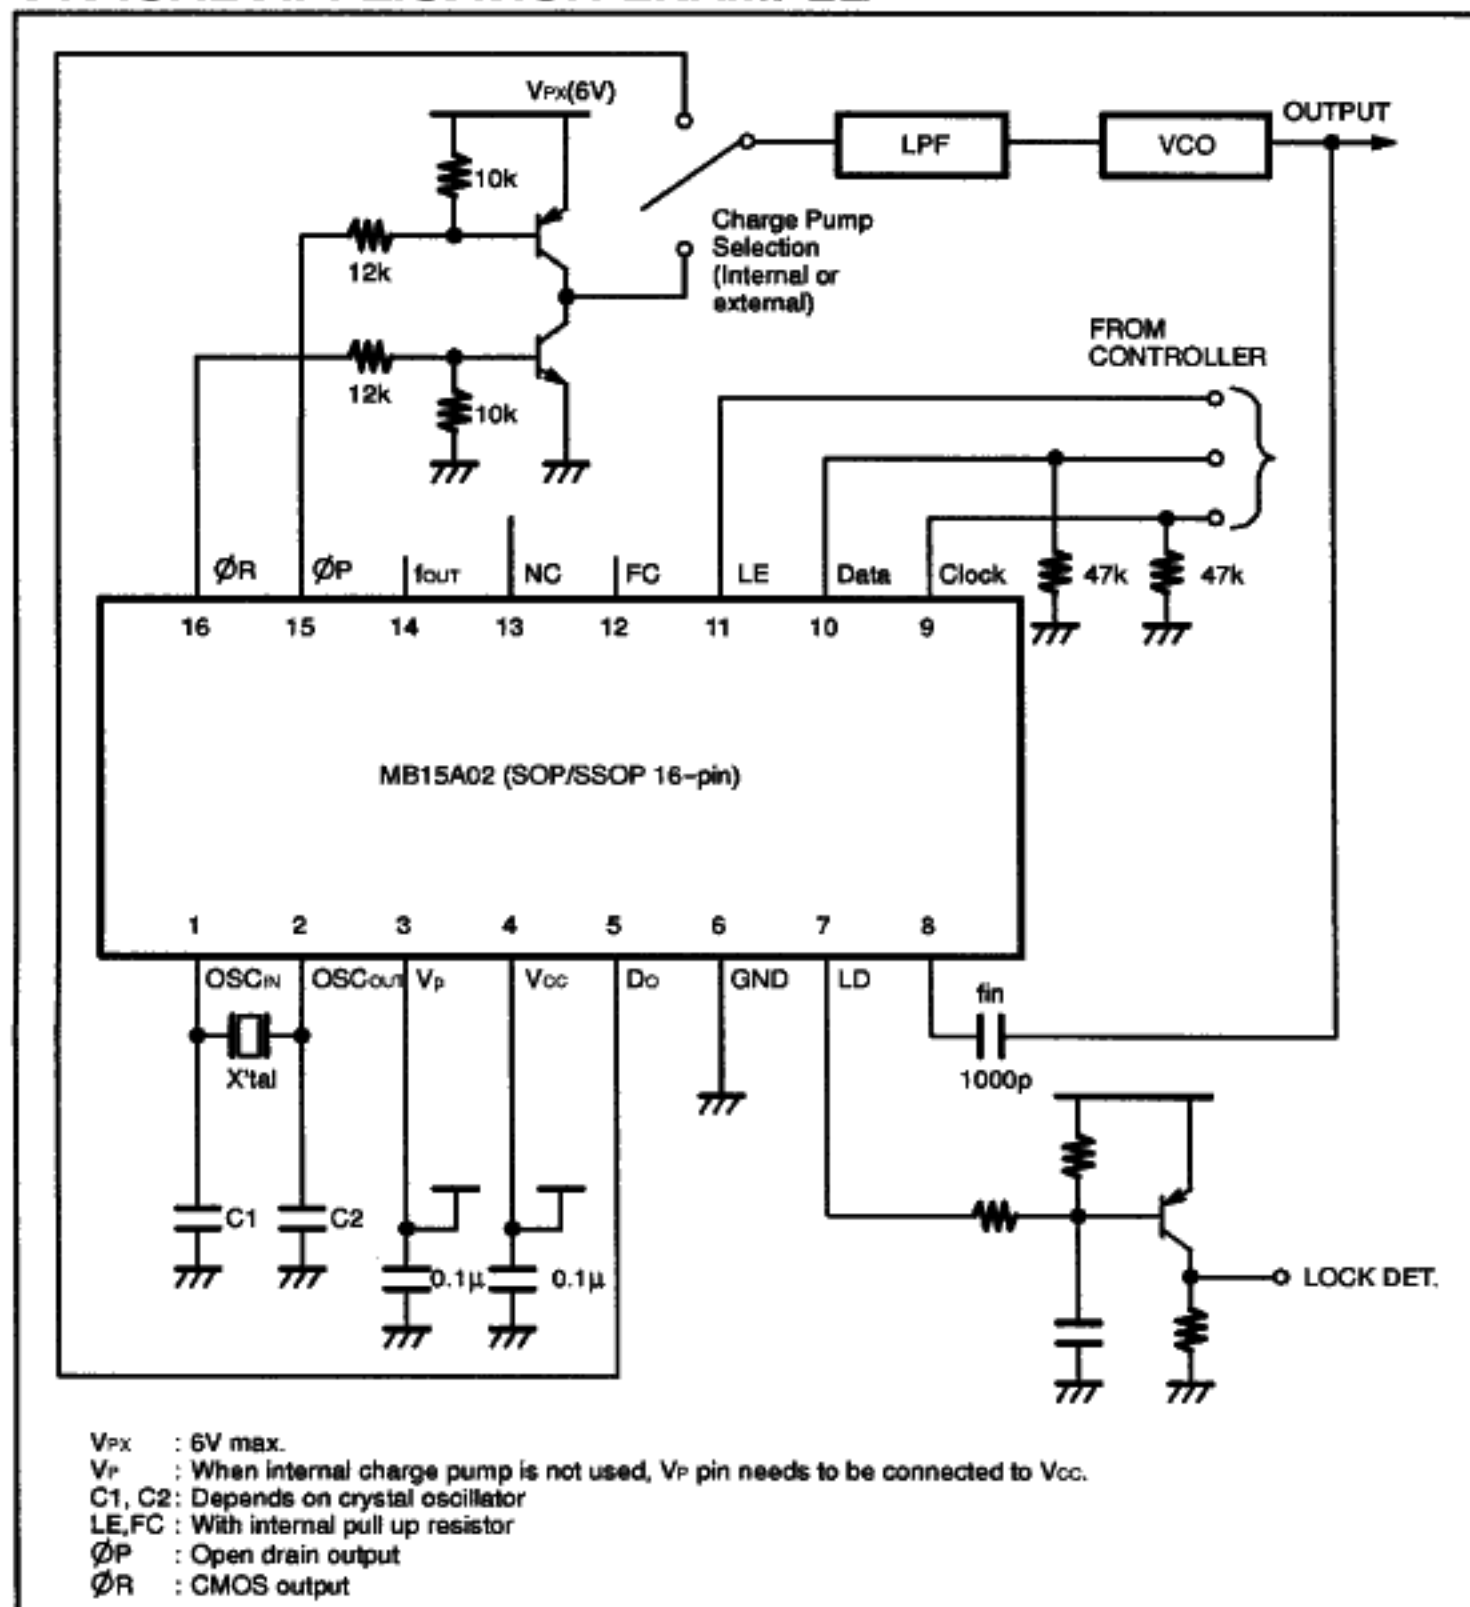 VPX(6V)
OUTPUT
LPF
VCO
10k
12k
Charge Pump
Selection
(Internal or
external)
12k
10k
FROM
CONTROLLER
ØR
ØP
fOUT
NC
FC
LE
Data
Clock
47k
47k
16
15
14
13
12
11
10
9
MB15A02 (SOP/SSOP 16-pin)
1
2
3
4
5
6
7
8
OSCIN
OSCOUT
Vp
VCC
DO
GND
LD
fin
X'tal
1000p
C1
C2
0.1µ
0.1µ
LOCK DET.
VPX : 6V max.
VP : When internal charge pump is not used, VP pin needs to be connected to VCC.
C1, C2 : Depends on crystal oscillator
LE,FC : With internal pull up resistor
ØP : Open drain output
ØR : CMOS output